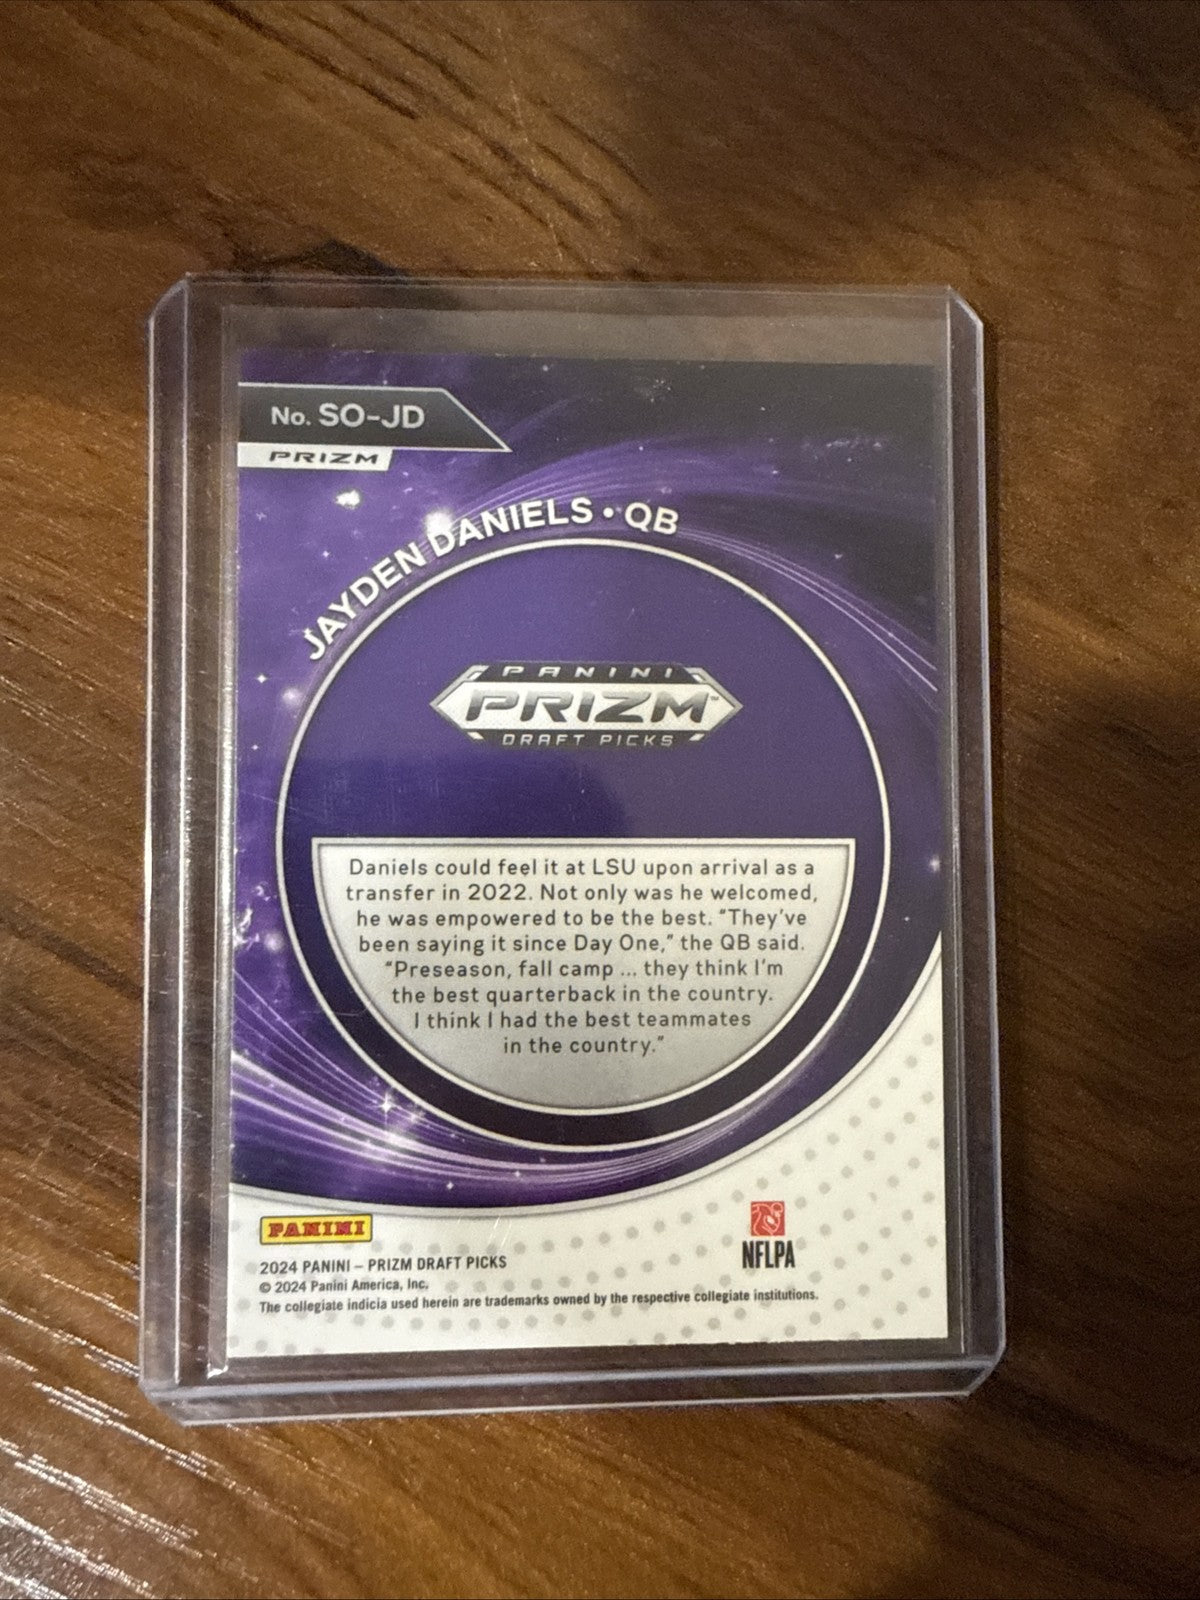 No. SO-JD
PRIZM
JAYDEN DANIELS • QB
PANINI
PRIZM™
DRAFT PICKS
Daniels could feel it at LSU upon arrival as a
transfer in 2022. Not only was he welcomed,
he was empowered to be the best. “They’ve
been saying it since Day One,” the QB said.
“Preseason, fall camp ... they think I’m
the best quarterback in the country.
I think I had the best teammates
in the country.”
PANINI
NFLPA
2024 PANINI – PRIZM DRAFT PICKS
© 2024 Panini America, Inc.
The collegiate indicia used herein are trademarks owned by the respective collegiate institutions.